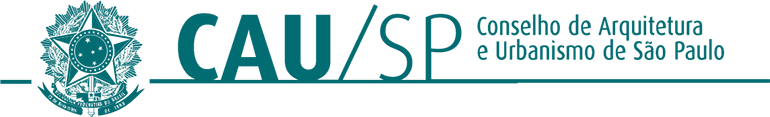 CAU/SP
Conselho de Arquitetura
e Urbanismo de São Paulo